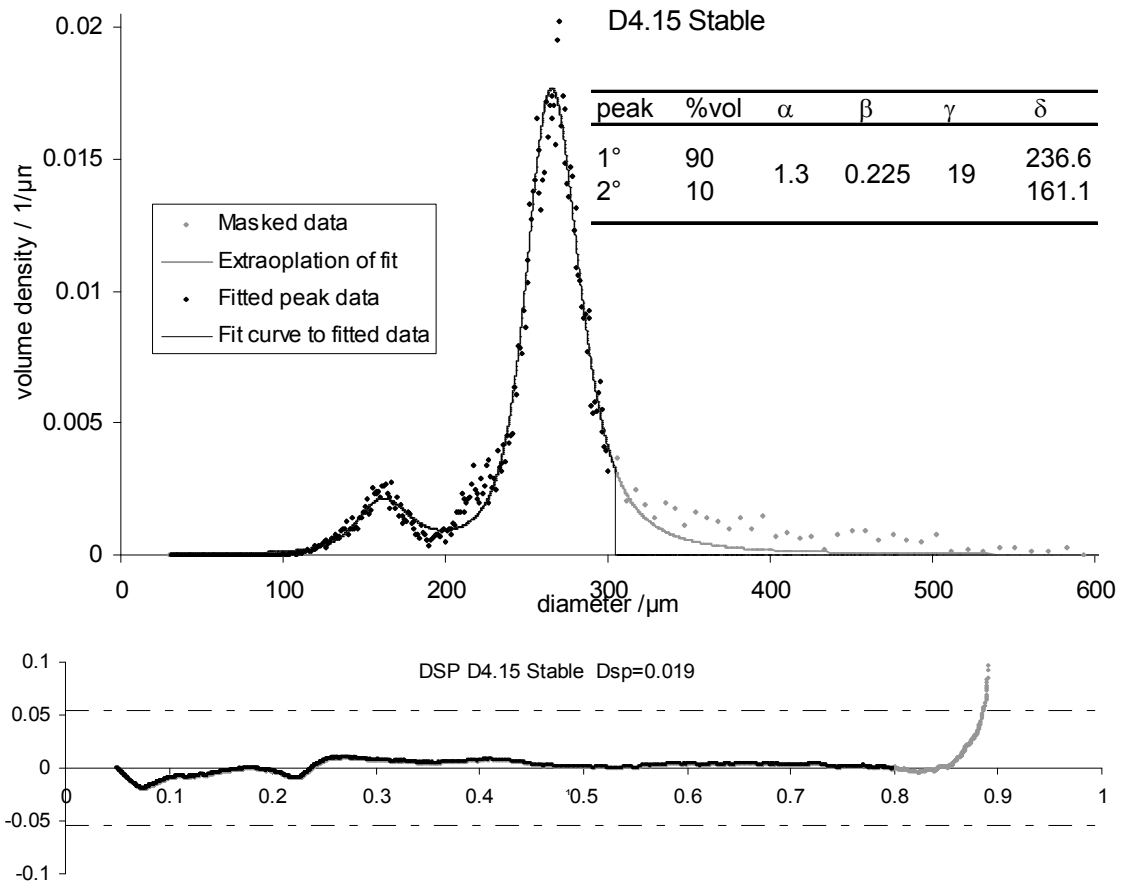 D4.15 Stable
peak %vol α β γ δ
1° 90 1.3 0.225 19 236.6
2° 10 161.1
Masked data
Extraoplation of fit
Fitted peak data
Fit curve to fitted data
volume density / 1/µm
0.02
0.015
0.01
0.005
0
0 100 200 300 400 500 600
diameter /µm
DSP D4.15 Stable Dsp=0.019
0.1
0.05
0
-0.05
-0.1
0 0.1 0.2 0.3 0.4 0.5 0.6 0.7 0.8 0.9 1